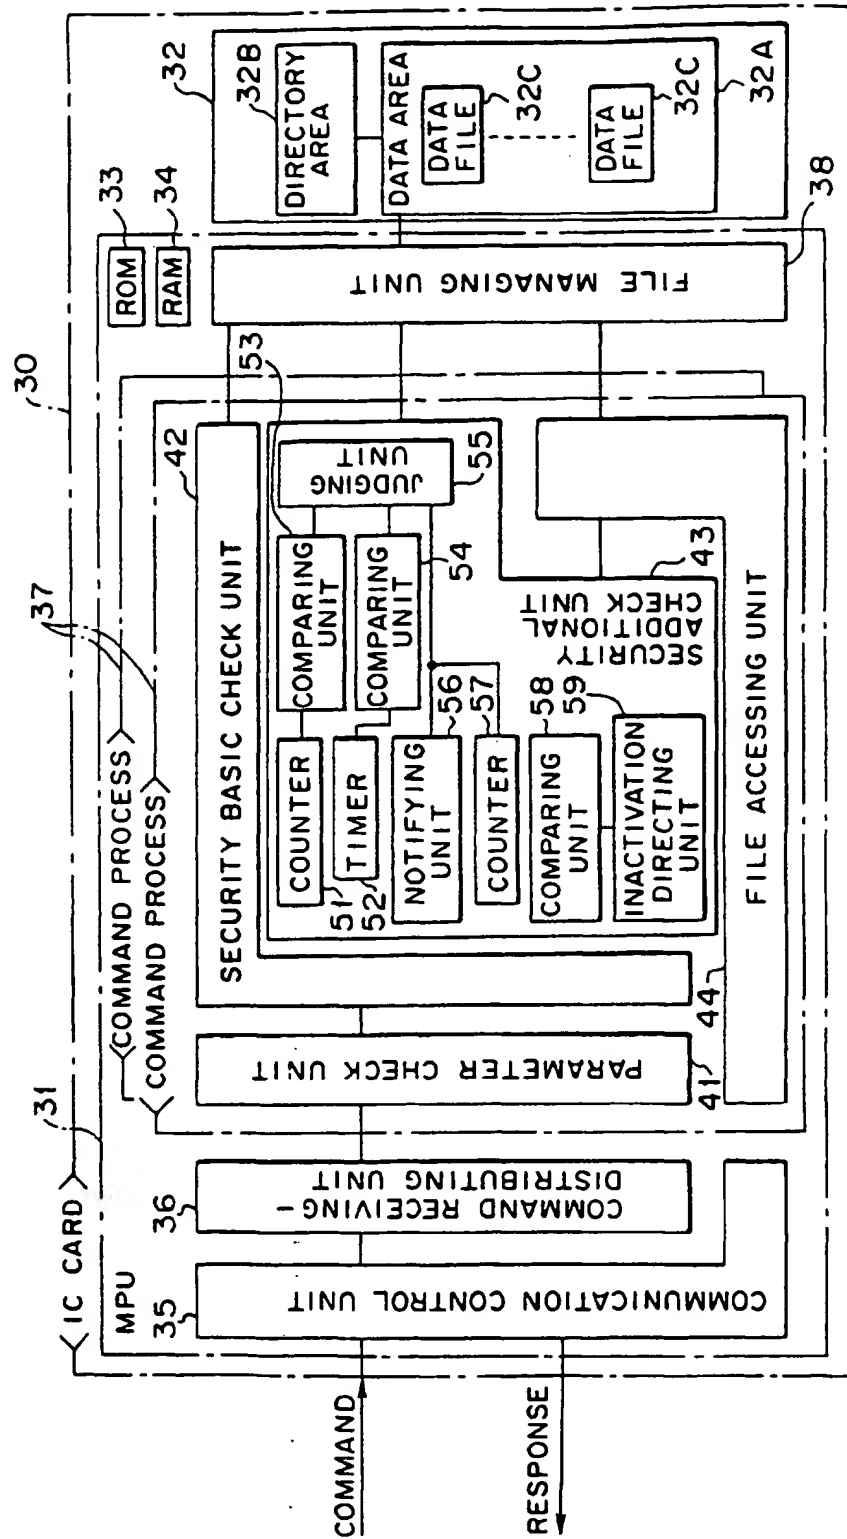 30
31
< IC CARD >
MPU
37
<COMMAND PROCESS>
<COMMAND PROCESS>
33
ROM
34
RAM
32
32B
DIRECTORY
AREA
DATA AREA
DATA
FILE
32C
DATA
FILE
32C
32A
38
FILE MANAGING UNIT
COMMAND
RESPONSE
35
COMMUNICATION CONTROL UNIT
36
COMMAND RECEIVING-
DISTRIBUTING UNIT
PARAMETER CHECK UNIT
41
42
SECURITY BASIC CHECK UNIT
COUNTER
51
TIMER
52
53
COMPARING
UNIT
COMPARING
UNIT
54
JUDGING
UNIT
55
NOTIFYING
UNIT
56
COUNTER
57
COMPARING
UNIT
58
INACTIVATION
DIRECTING
UNIT
59
SECURITY
ADDITIONAL
CHECK UNIT
43
44
FILE ACCESSING UNIT